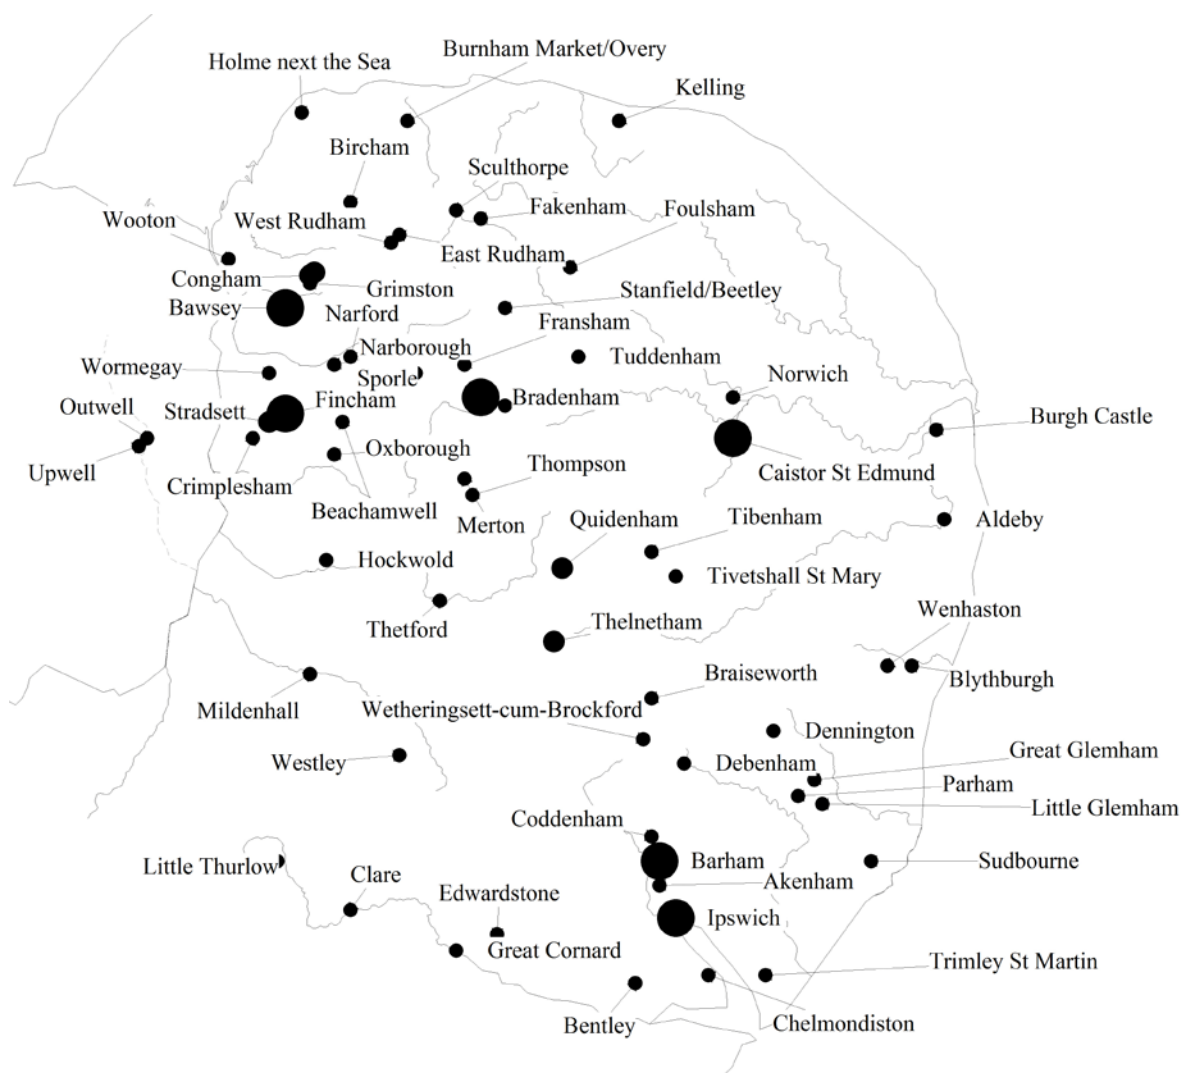 Burnham Market/Overy
Holme next the Sea
Kelling
Bircham
Sculthorpe
Fakenham
Foulsham
Wooton
West Rudham
East Rudham
Congham
Grimston
Stanfield/Beetley
Bawsey
Narford
Fransham
Narborough
Tuddenham
Wormegay
Sporle
Norwich
Fincham
Bradenham
Outwell
Stradsett
Burgh Castle
Oxborough
Thompson
Upwell
Caistor St Edmund
Crimplesham
Beachamwell
Merton
Quidenham
Tibenham
Aldeby
Hockwold
Tivetshall St Mary
Wenhaston
Thetford
Thelnetham
Braiseworth
Blythburgh
Mildenhall
Wetheringsett-cum-Brockford
Dennington
Great Glemham
Westley
Debenham
Parham
Little Glemham
Coddenham
Barham
Sudbourne
Little Thurlow
Clare
Akenham
Edwardstone
Ipswich
Great Cornard
Trimley St Martin
Bentley
Chelmondiston